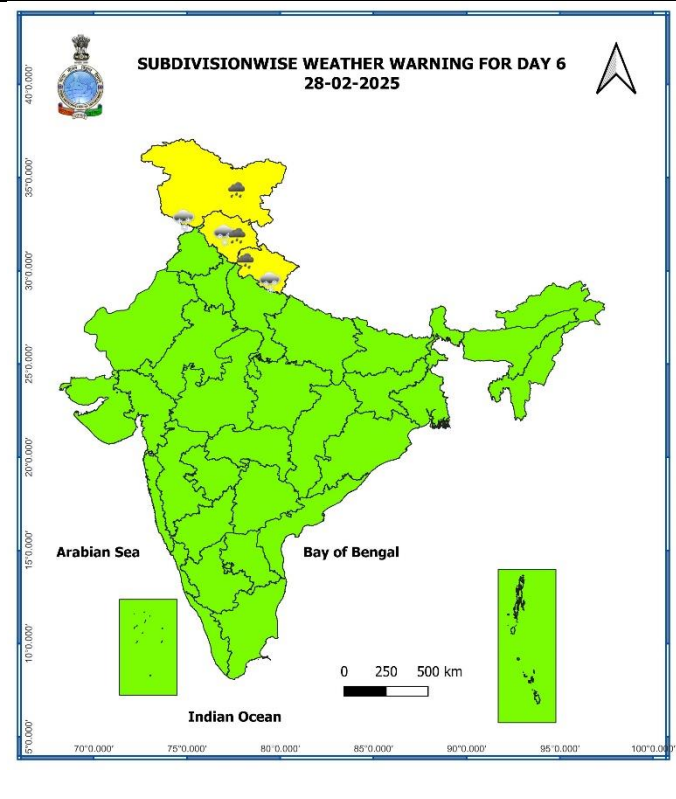 SUBDIVISIONWISE WEATHER WARNING FOR DAY 6
28-02-2025
40°0.000'
35°0.000'
30°0.000'
25°0.000'
20°0.000'
15°0.000'
10°0.000'
5°0.000'
Arabian Sea
Bay of Bengal
0 250 500 km
Indian Ocean
70°0.000' 75°0.000' 80°0.000' 85°0.000' 90°0.000' 95°0.000' 100°0.000'